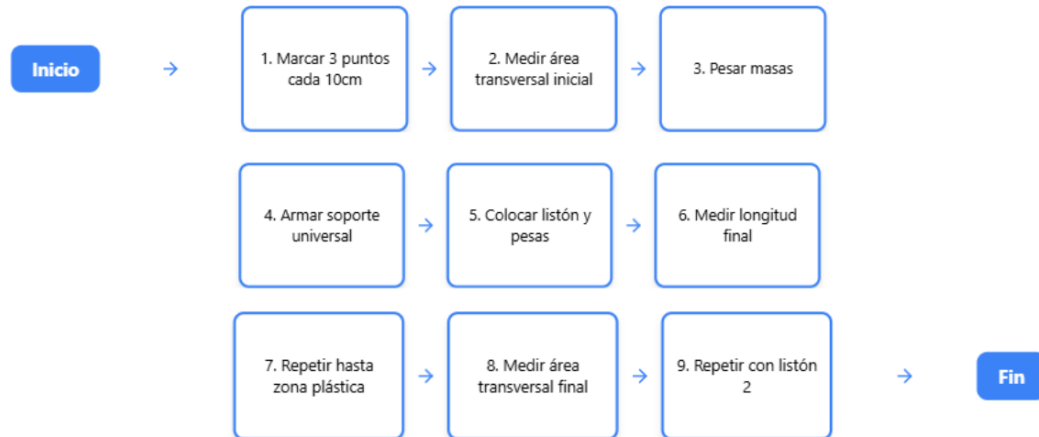 Inicio
1. Marcar 3 puntos
cada 10cm
2. Medir área
transversal inicial
3. Pesar masas
4. Armar soporte
universal
5. Colocar listón y
pesas
6. Medir longitud
final
7. Repetir hasta
zona plástica
8. Medir área
transversal final
9. Repetir con listón
2
Fin